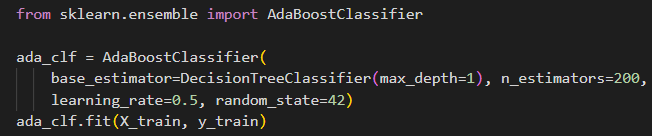 from sklearn.ensemble import AdaBoostClassifier
ada_clf = AdaBoostClassifier(
    base_estimator=DecisionTreeClassifier(max_depth=1), n_estimators=200,
    learning_rate=0.5, random_state=42)
ada_clf.fit(X_train, y_train)